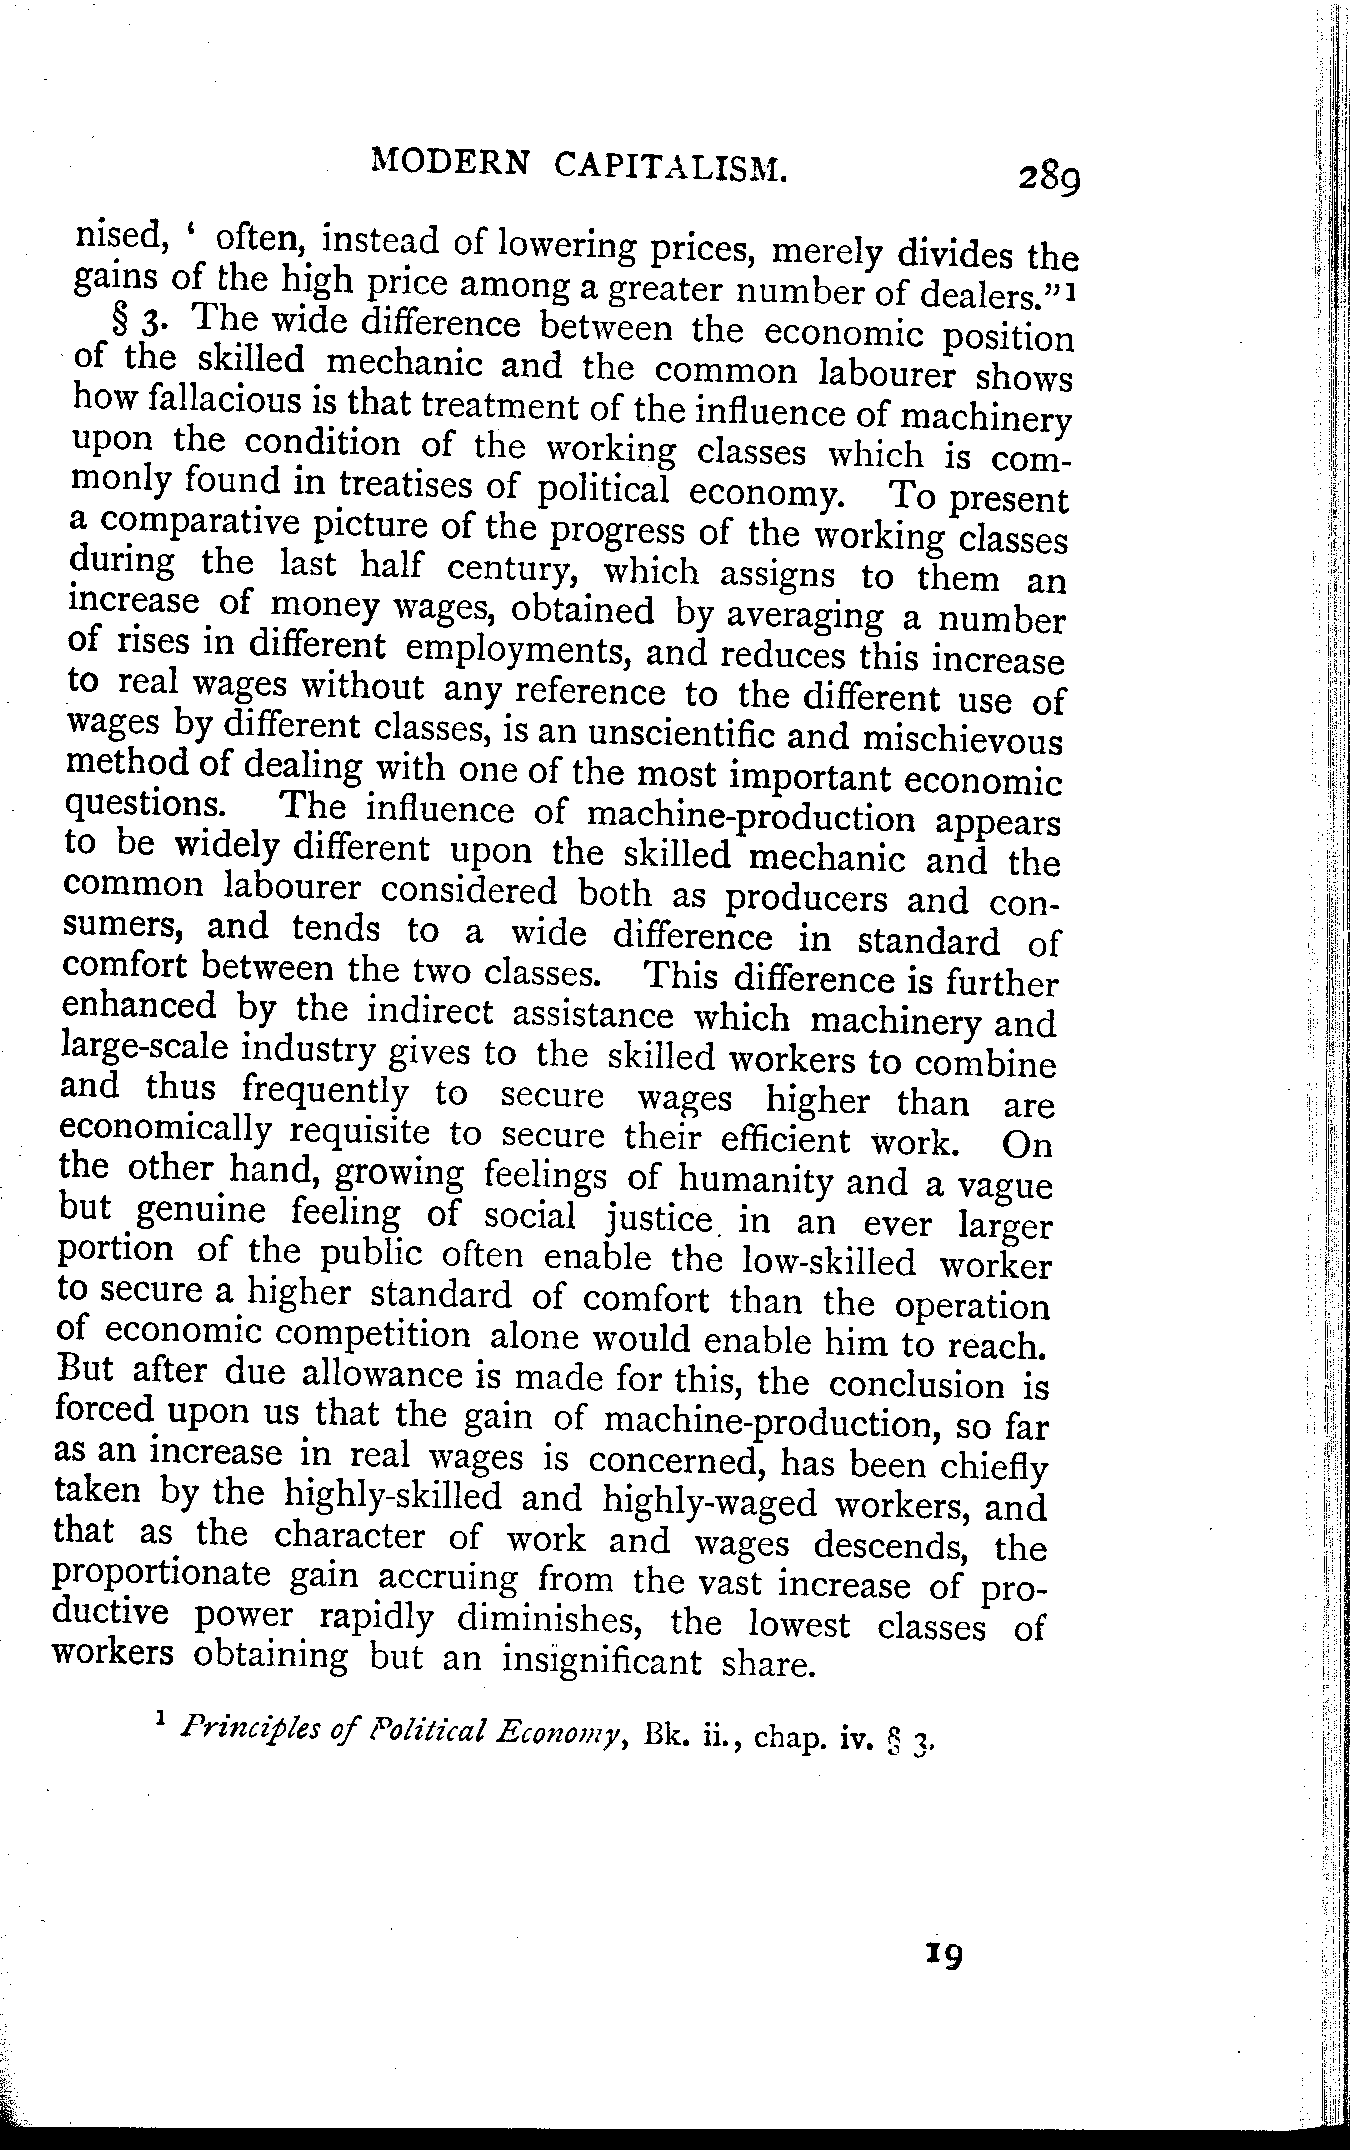 MODERN CAPITALISM. 289
nised, ‘ often, instead of lowering prices, merely divides the
gains of the high price among a greater number of dealers.”¹
§ 3. The wide difference between the economic position
of the skilled mechanic and the common labourer shows
how fallacious is that treatment of the influence of machinery
upon the condition of the working classes which is com-
monly found in treatises of political economy. To present
a comparative picture of the progress of the working classes
during the last half century, which assigns to them an
increase of money wages, obtained by averaging a number
of rises in different employments, and reduces this increase
to real wages without any reference to the different use of
wages by different classes, is an unscientific and mischievous
method of dealing with one of the most important economic
questions. The influence of machine-production appears
to be widely different upon the skilled mechanic and the
common labourer considered both as producers and con-
sumers, and tends to a wide difference in standard of
comfort between the two classes. This difference is further
enhanced by the indirect assistance which machinery and
large-scale industry gives to the skilled workers to combine
and thus frequently to secure wages higher than are
economically requisite to secure their efficient work. On
the other hand, growing feelings of humanity and a vague
but genuine feeling of social justice in an ever larger
portion of the public often enable the low-skilled worker
to secure a higher standard of comfort than the operation
of economic competition alone would enable him to reach.
But after due allowance is made for this, the conclusion is
forced upon us that the gain of machine-production, so far
as an increase in real wages is concerned, has been chiefly
taken by the highly-skilled and highly-waged workers, and
that as the character of work and wages descends, the
proportionate gain accruing from the vast increase of pro-
ductive power rapidly diminishes, the lowest classes of
workers obtaining but an insignificant share.
¹ Principles of Political Economy, Bk. ii., chap. iv. § 3.
19